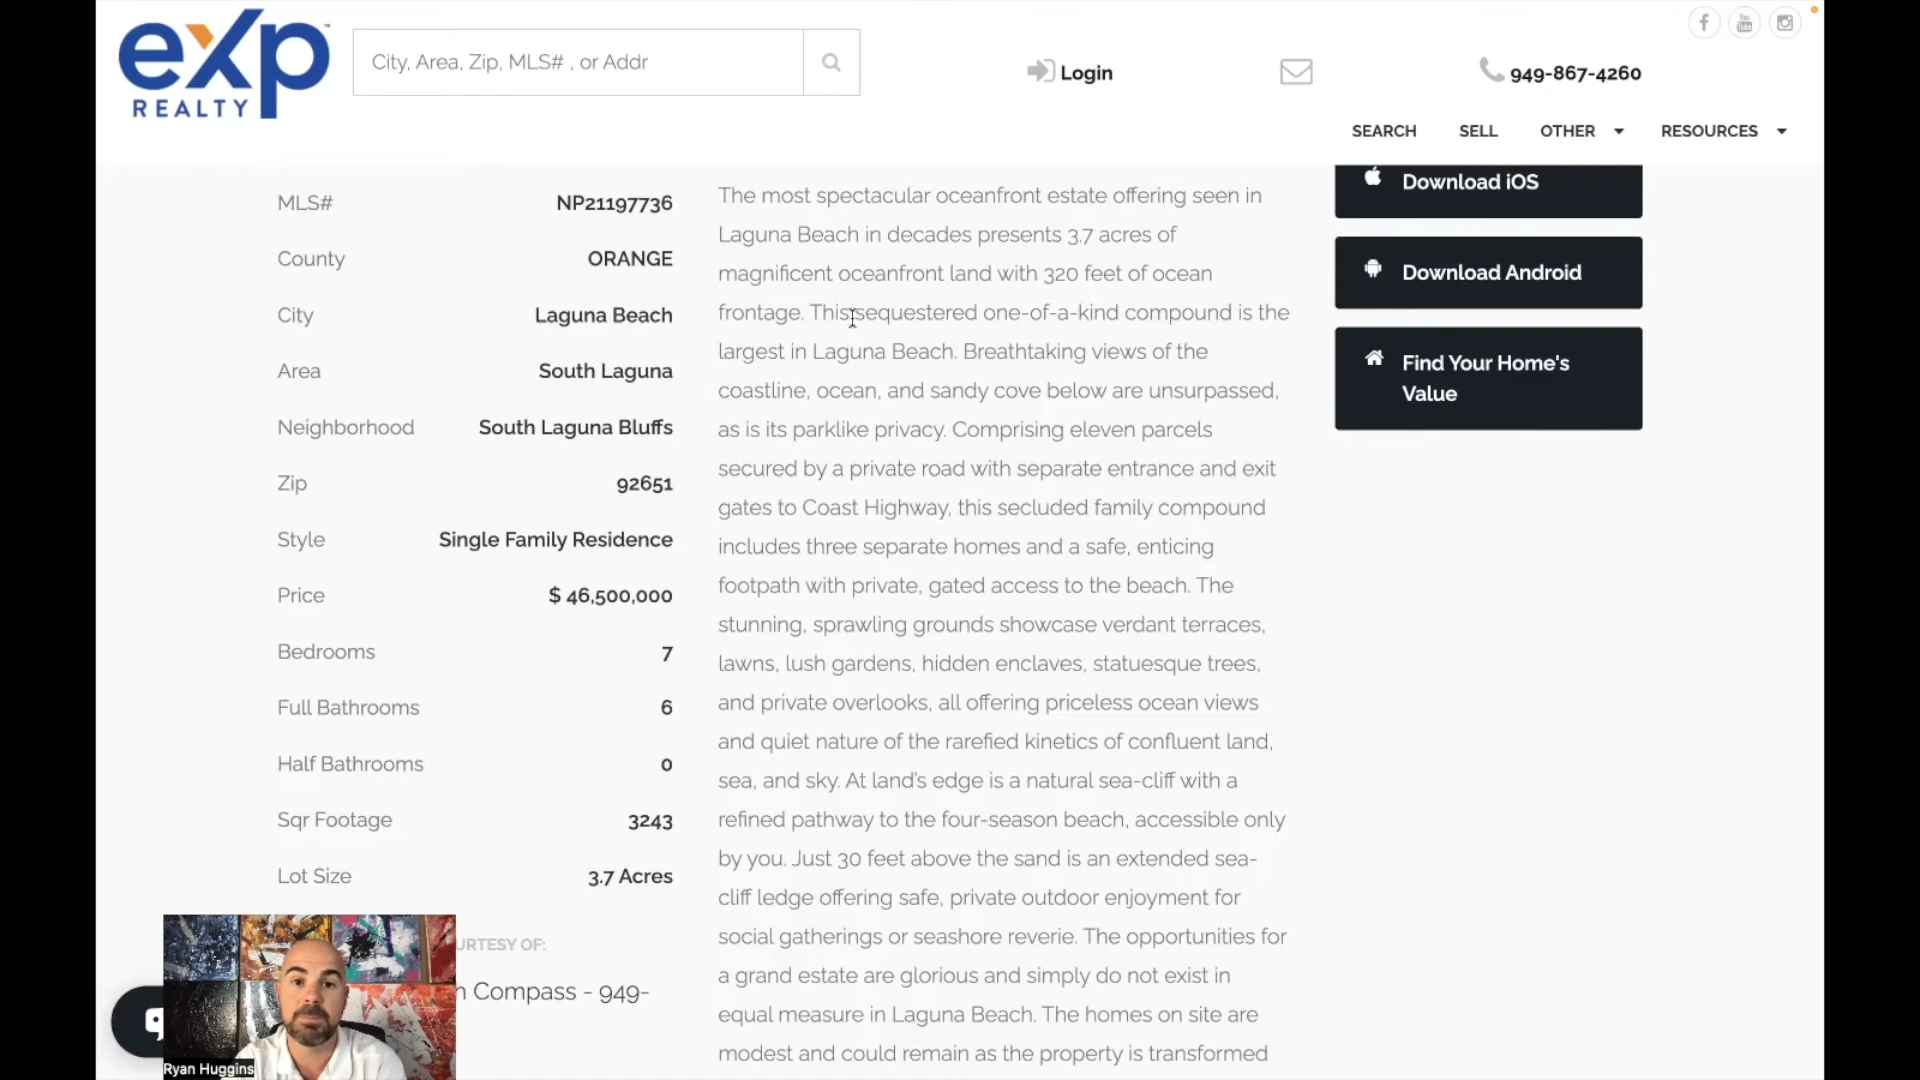 exp
REALTY
City, Area, Zip, MLS# , or Addr
Login
949-867-4260
SEARCH SELL OTHER RESOURCES
MLS# NP21197736
County ORANGE
City Laguna Beach
Area South Laguna
Neighborhood South Laguna Bluffs
Zip 92651
Style Single Family Residence
Price $ 46,500,000
Bedrooms 7
Full Bathrooms 6
Half Bathrooms 0
Sqr Footage 3243
Lot Size 3.7 Acres
URTESY OF:
n Compass - 949-
Ryan Huggins
The most spectacular oceanfront estate offering seen in
Laguna Beach in decades presents 3.7 acres of
magnificent oceanfront land with 320 feet of ocean
frontage. This sequestered one-of-a-kind compound is the
largest in Laguna Beach. Breathtaking views of the
coastline, ocean, and sandy cove below are unsurpassed,
as is its parklike privacy. Comprising eleven parcels
secured by a private road with separate entrance and exit
gates to Coast Highway, this secluded family compound
includes three separate homes and a safe, enticing
footpath with private, gated access to the beach. The
stunning, sprawling grounds showcase verdant terraces,
lawns, lush gardens, hidden enclaves, statuesque trees,
and private overlooks, all offering priceless ocean views
and quiet nature of the rarefied kinetics of confluent land,
sea, and sky. At land's edge is a natural sea-cliff with a
refined pathway to the four-season beach, accessible only
by you. Just 30 feet above the sand is an extended sea-
cliff ledge offering safe, private outdoor enjoyment for
social gatherings or seashore reverie. The opportunities for
a grand estate are glorious and simply do not exist in
equal measure in Laguna Beach. The homes on site are
modest and could remain as the property is transformed
Download iOS
Download Android
Find Your Home's
Value